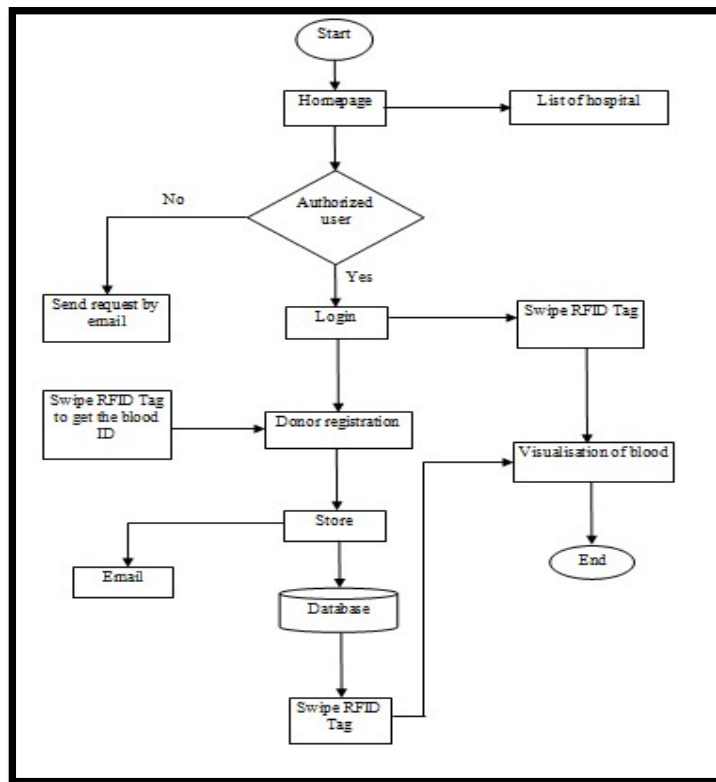 Start
Homepage
List of hospital
No
Authorized
user
Yes
Send request by
email
Login
Swipe RFID Tag
Swipe RFID Tag
to get the blood
ID
Donor registration
Visualisation of blood
Store
Email
End
Database
Swipe RFID
Tag